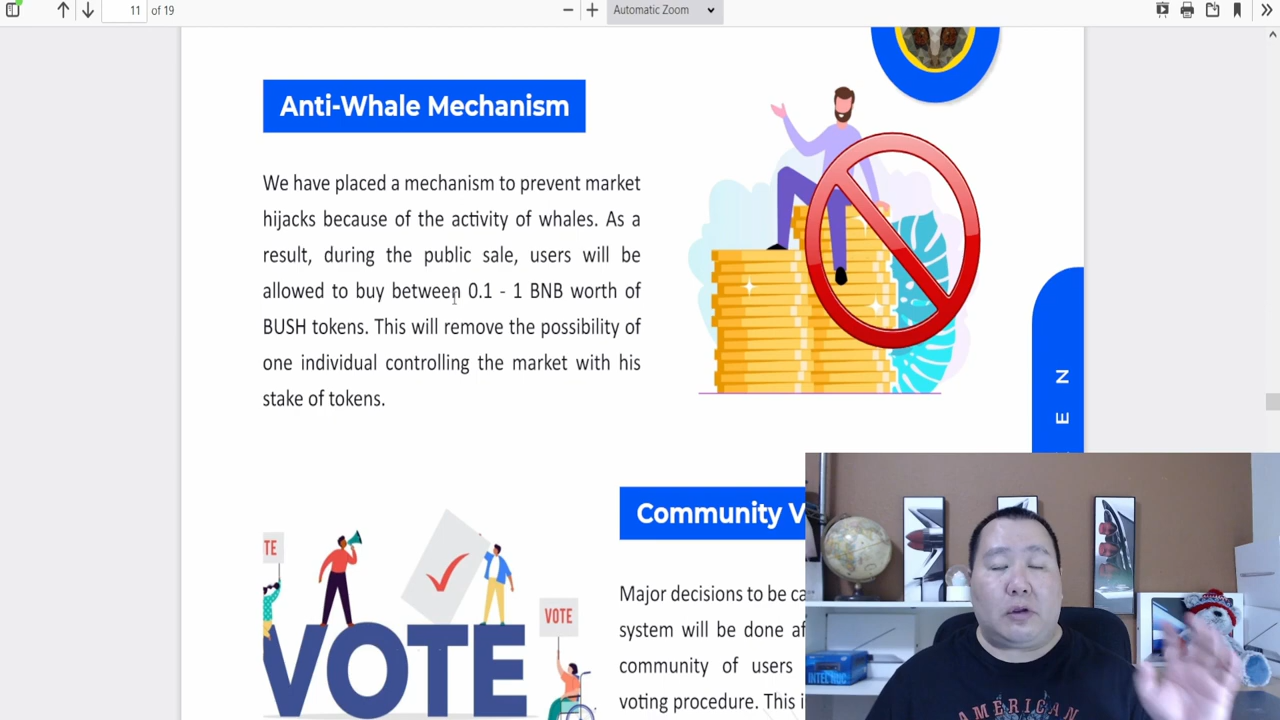 11 of 19
Automatic Zoom
Anti-Whale Mechanism
We have placed a mechanism to prevent market
hijacks because of the activity of whales. As a
result, during the public sale, users will be
allowed to buy between 0.1 - 1 BNB worth of
BUSH tokens. This will remove the possibility of
one individual controlling the market with his
stake of tokens.
E N
Community V
Major decisions to be ca
system will be done af
community of users
voting procedure. This i
TE
VOTE
VOTE
INTEL NUC
AMERICAN